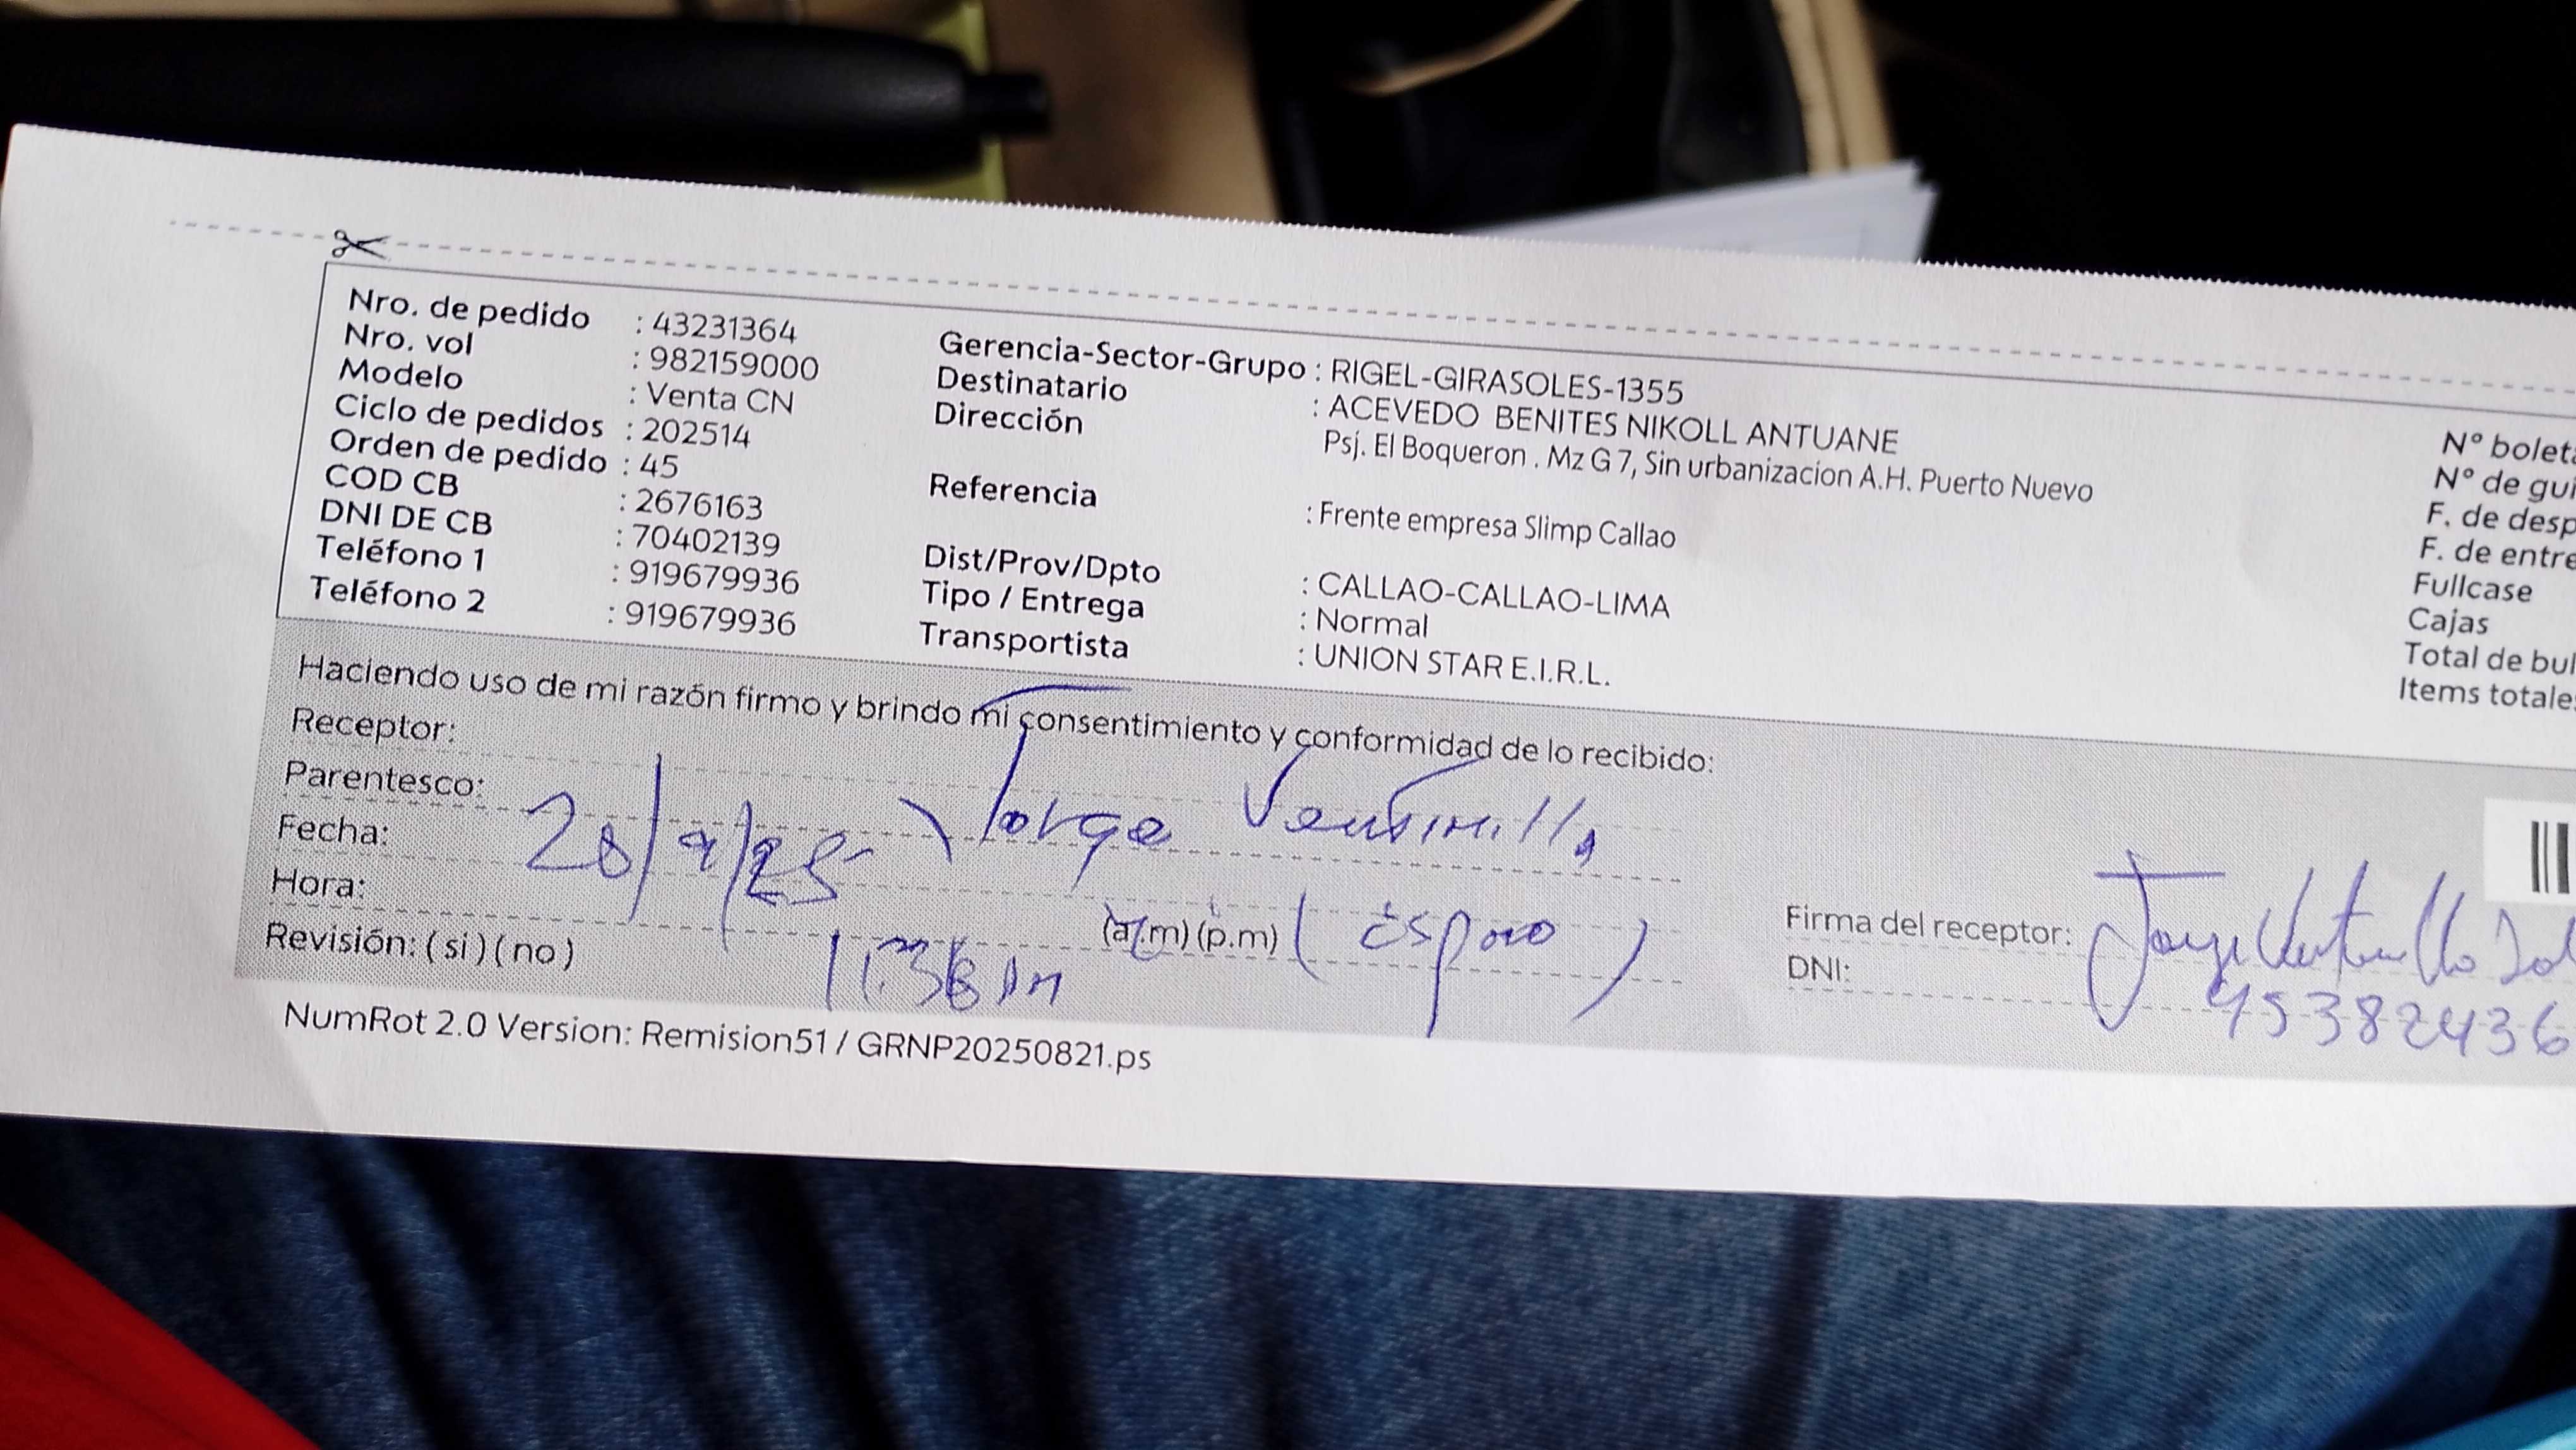 Nro. de pedido : 43231364
Nro. vol : 982159000
Modelo : Venta CN
Ciclo de pedidos : 202514
Orden de pedido : 45
COD CB : 2676163
DNI DE CB : 70402139
Teléfono 1 : 919679936
Teléfono 2 : 919679936
Gerencia-Sector-Grupo : RIGEL-GIRASOLES-1355
Destinatario : ACEVEDO BENITES NIKOLL ANTUANE
Dirección Psj. El Boqueron . Mz G 7, Sin urbanizacion A.H. Puerto Nuevo
Referencia : Frente empresa Slimp Callao
Dist/Prov/Dpto : CALLAO-CALLAO-LIMA
Tipo / Entrega : Normal
Transportista : UNION STAR E.I.R.L.
N° boleta
N° de gui
F. de desp
F. de entre
Fullcase
Cajas
Total de bul
Items totales
Haciendo uso de mi razón firmo y brindo mi consentimiento y conformidad de lo recibido:
Receptor: Jorge
Parentesco:
Fecha:
Hora: (a.m) (p.m) (Esposo)
Revisión: ( si ) ( no )
Firma del receptor:
DNI: 45382436
NumRot 2.0 Version: Remision51 / GRNP20250821.ps